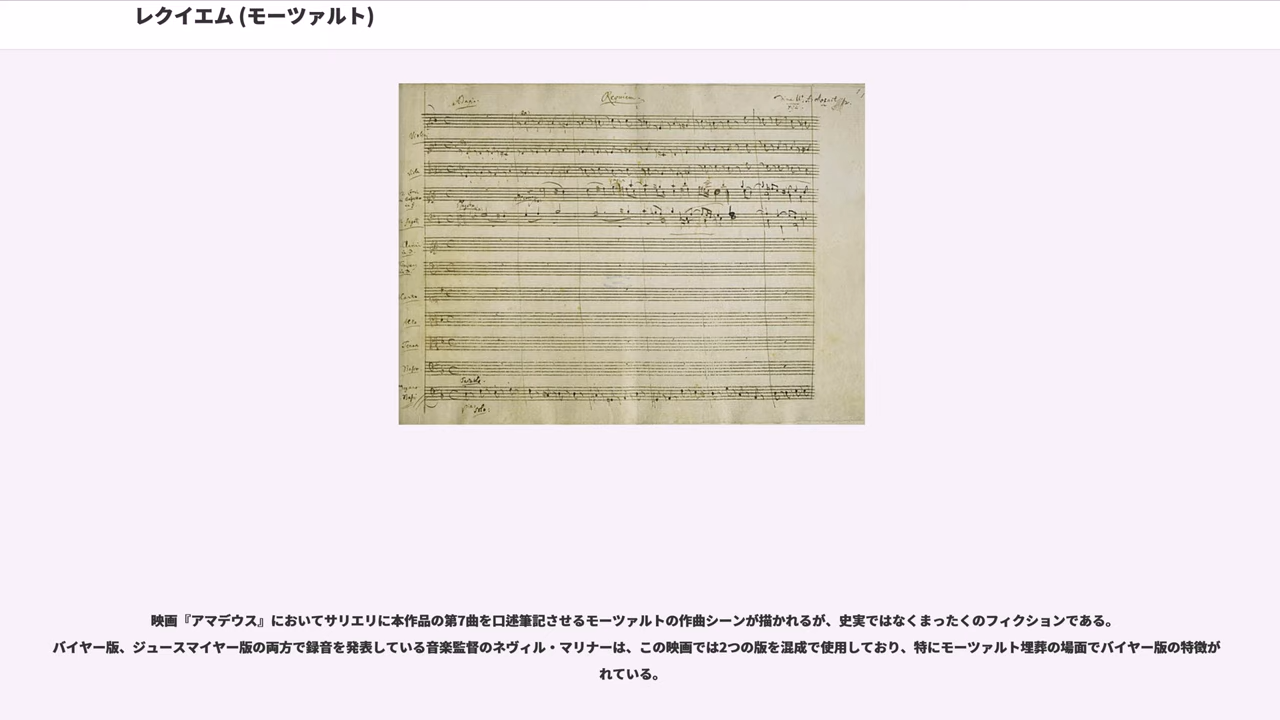 レクイエム (モーツァルト)
Requiem
映画『アマデウス』においてサリエリに本作品の第7曲を口述筆記させるモーツァルトの作曲シーンが描かれるが、史実ではなくまったくのフィクションである。
バイヤー版、ジュースマイヤー版の両方で録音を発表している音楽監督のネヴィル・マリナーは、この映画では2つの版を混成で使用しており、特にモーツァルト埋葬の場面でバイヤー版の特徴が
れている。